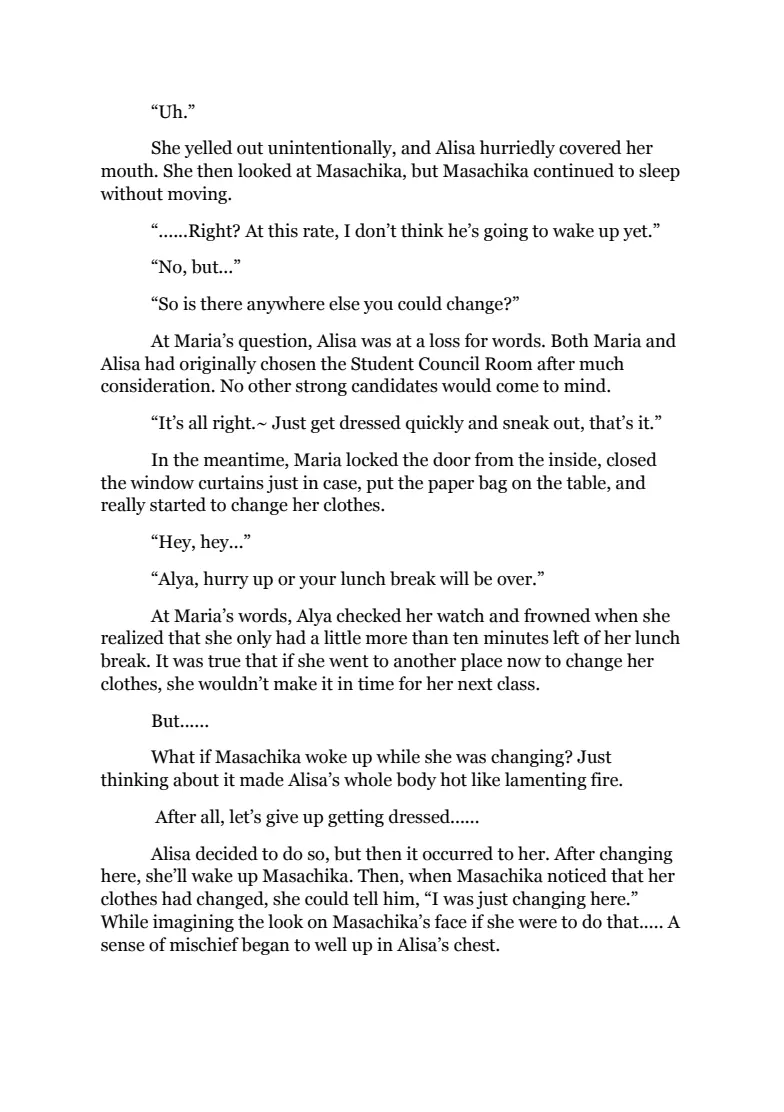 “Uh.”
She yelled out unintentionally, and Alisa hurriedly covered her
mouth. She then looked at Masachika, but Masachika continued to sleep
without moving.
“......Right? At this rate, I don’t think he’s going to wake up yet.”
“No, but...”
“So is there anywhere else you could change?”
At Maria’s question, Alisa was at a loss for words. Both Maria and
Alisa had originally chosen the Student Council Room after much
consideration. No other strong candidates would come to mind.
“It’s all right.~ Just get dressed quickly and sneak out, that’s it.”
In the meantime, Maria locked the door from the inside, closed
the window curtains just in case, put the paper bag on the table, and
really started to change her clothes.
“Hey, hey...”
“Alya, hurry up or your lunch break will be over.”
At Maria’s words, Alya checked her watch and frowned when she
realized that she only had a little more than ten minutes left of her lunch
break. It was true that if she went to another place now to change her
clothes, she wouldn’t make it in time for her next class.
But......
What if Masachika woke up while she was changing? Just
thinking about it made Alisa’s whole body hot like lamenting fire.
After all, let’s give up getting dressed......
Alisa decided to do so, but then it occurred to her. After changing
here, she’ll wake up Masachika. Then, when Masachika noticed that her
clothes had changed, she could tell him, “I was just changing here.”
While imagining the look on Masachika’s face if she were to do that..... A
sense of mischief began to well up in Alisa’s chest.